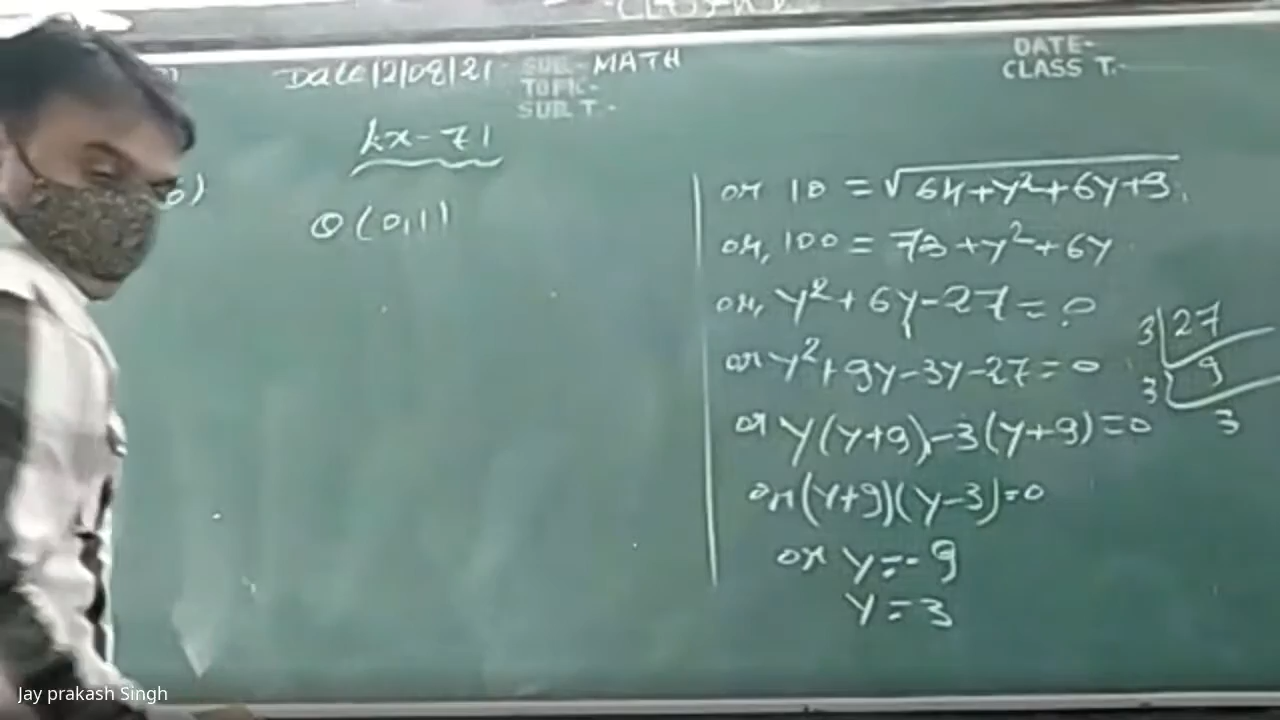 Date 12/08/21 SUB.- MATH
TOPIC-
SUB. T.-
DATE-
CLASS T.-
Ex-7.1
6)
Q(0,1)
or 10 = √64+y²+6y+9
or, 100 = 73+y²+6y
or, y²+6y-27=0
or y²+9y-3y-27=0
or y(y+9)-3(y+9)=0
or (y+9)(y-3)=0
or y=-9
y=3
3 27
3 9
3
Jay prakash Singh